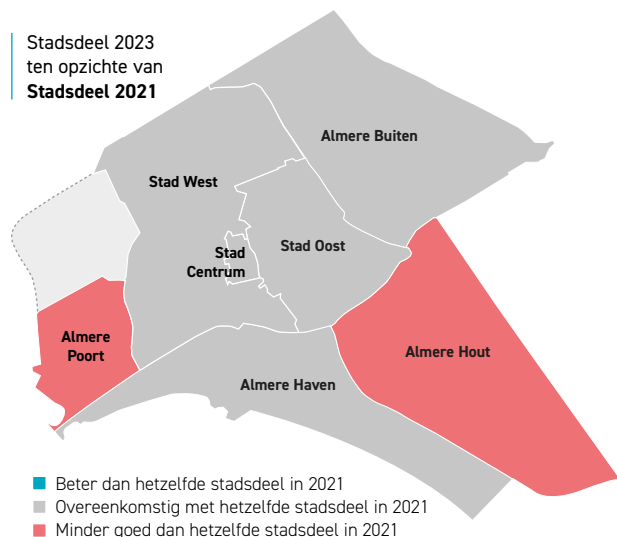 Stadsdeel 2023
ten opzichte van
Stadsdeel 2021
Almere Buiten
Stad West
Stad Oost
Stad
Centrum
Almere
Poort
Almere Hout
Almere Haven
Beter dan hetzelfde stadsdeel in 2021
Overeenkomstig met hetzelfde stadsdeel in 2021
Minder goed dan hetzelfde stadsdeel in 2021